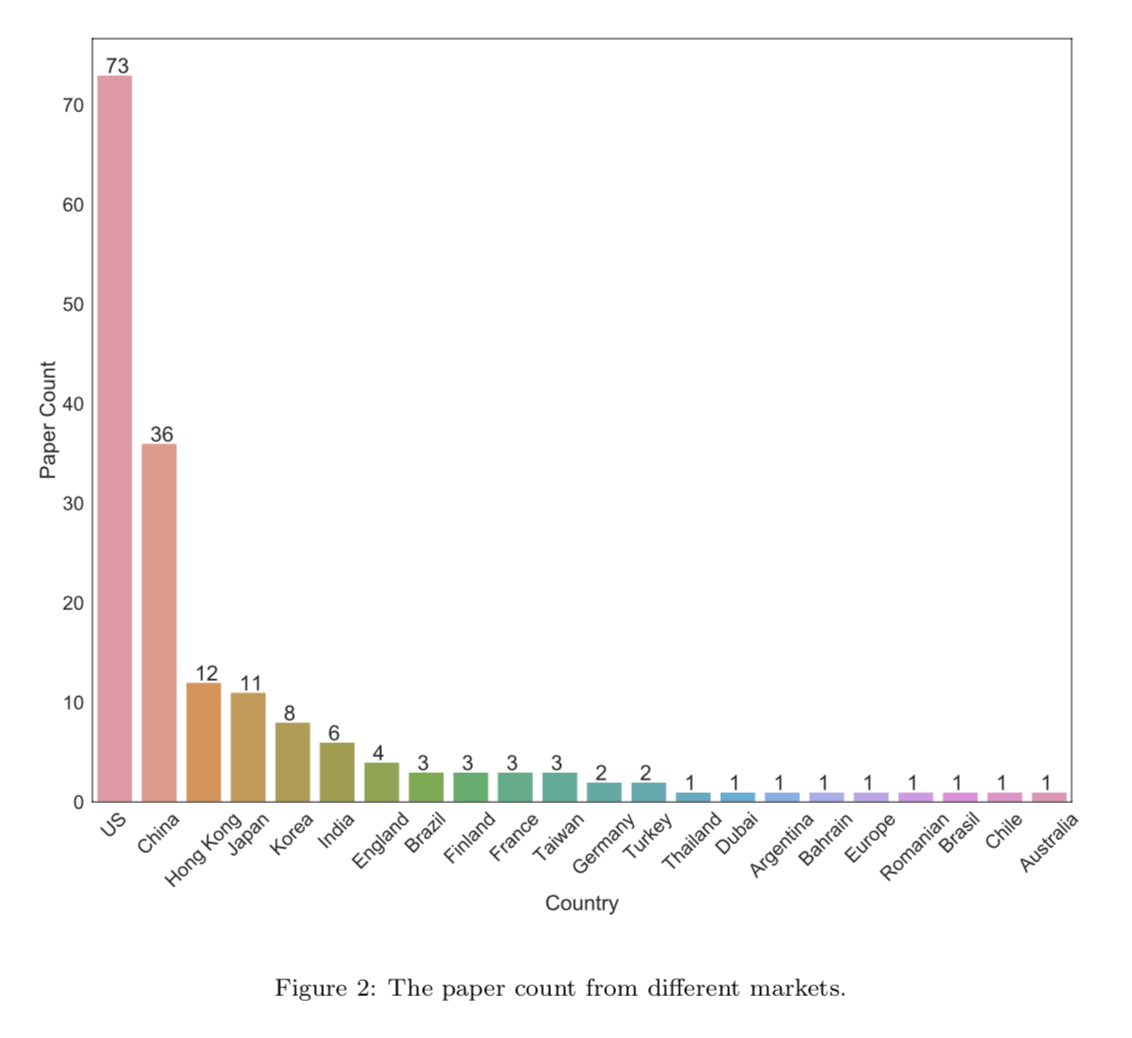 73
70
60
50
40
36
30
20
12
11
10
8
6
4
3
3
3
3
2
2
1
1
1
1
1
1
1
1
1
0
Paper Count
US
China
Hong Kong
Japan
Korea
India
England
Brazil
Finland
France
Taiwan
Germany
Turkey
Thailand
Dubai
Argentina
Bahrain
Europe
Romanian
Brasil
Chile
Australia
Country
Figure 2: The paper count from different markets.